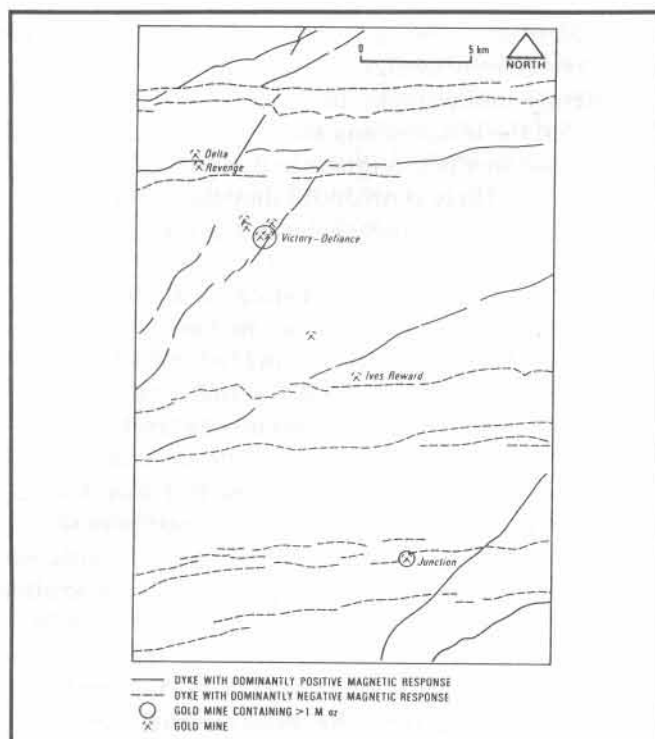 0 5 km
NORTH
Delta
Revenge
Victory-Defiance
Ives Reward
Junction
DYKE WITH DOMINANTLY POSITIVE MAGNETIC RESPONSE
DYKE WITH DOMINANTLY NEGATIVE MAGNETIC RESPONSE
GOLD MINE CONTAINING >1 M oz
GOLD MINE